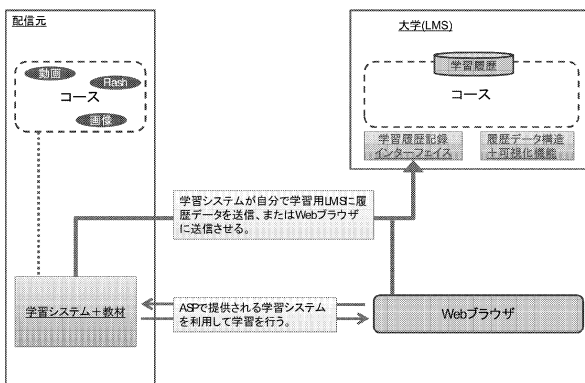 配信元
動画
Flash
コース
画信
大学(LMS)
学習履歴
コース
学習履歴記録
インターフェイス
履歴データ構造
＋可視化機能
学習システムが自分で学習用LMSに履
歴データを送信、またはWebブラウザ
に送信させる。
学習システム＋教材
ASPで提供される学習システム
を利用して学習を行う。
Webブラウザ